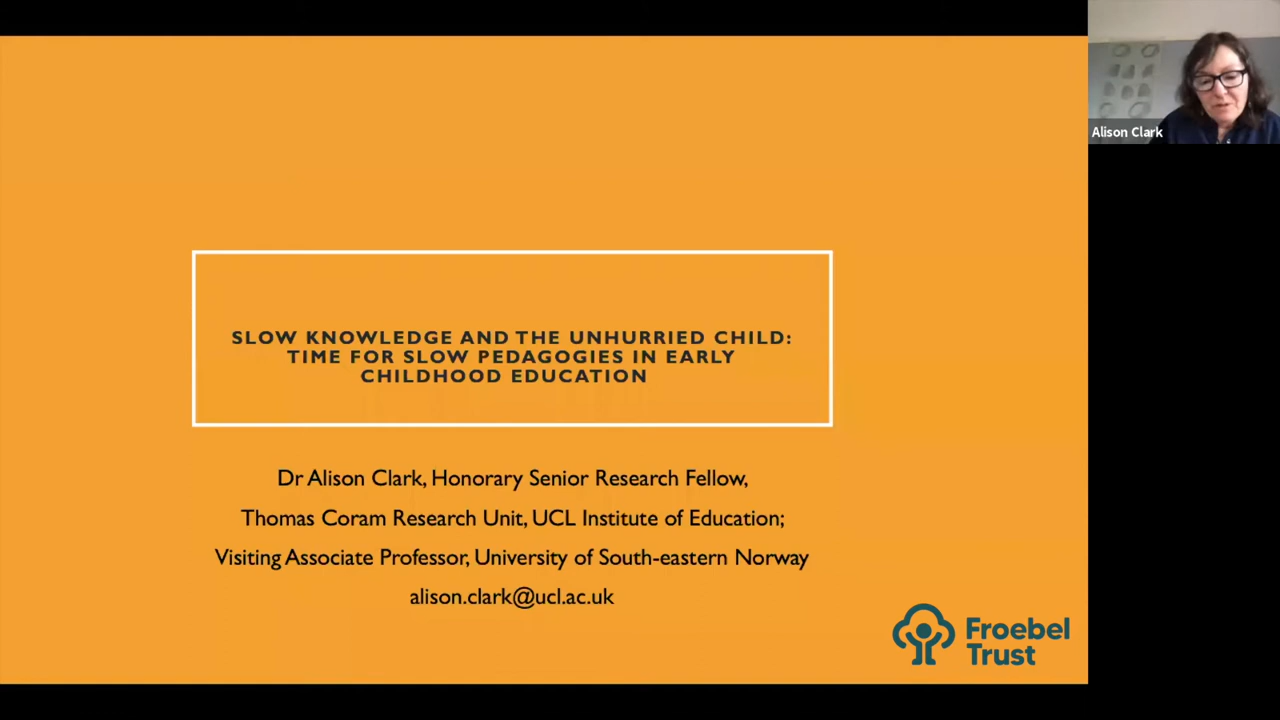 SLOW KNOWLEDGE AND THE UNHURRIED CHILD:
TIME FOR SLOW PEDAGOGIES IN EARLY
CHILDHOOD EDUCATION
Dr Alison Clark, Honorary Senior Research Fellow,
Thomas Coram Research Unit, UCL Institute of Education;
Visiting Associate Professor, University of South-eastern Norway
alison.clark@ucl.ac.uk
Froebel
Trust
Alison Clark